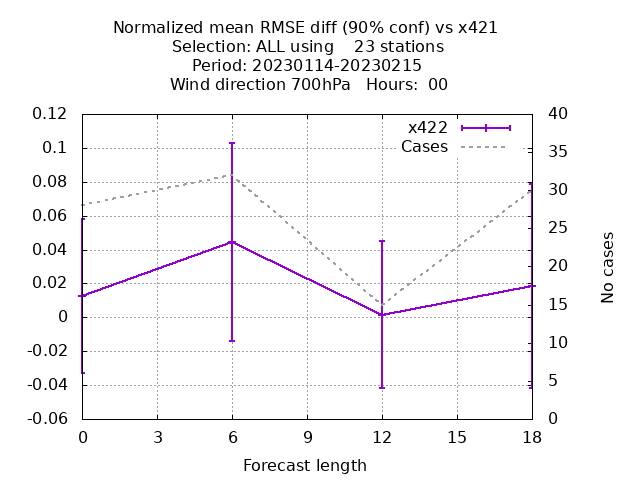 Normalized mean RMSE diff (90% conf) vs x421
Selection: ALL using    23 stations
Period: 20230114-20230215
Wind direction 700hPa   Hours:  00
x422
Cases
0.12
0.1
0.08
0.06
0.04
0.02
0
-0.02
-0.04
-0.06
40
35
30
25
20
15
10
5
0
No cases
0 3 6 9 12 15 18
Forecast length